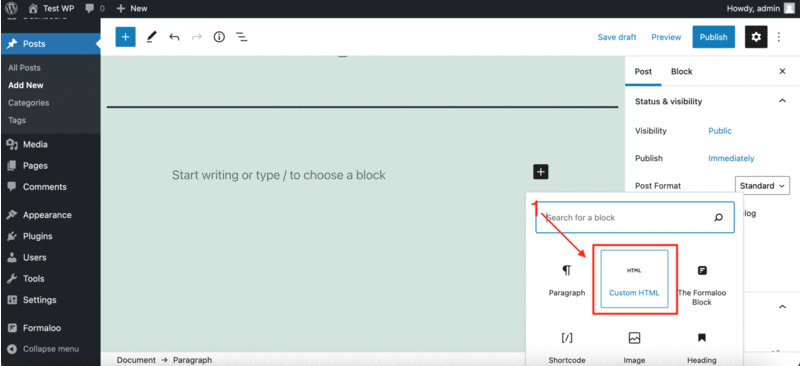 Test WP 0 New Howdy, admin
Dashboard
Posts
All Posts
Add New
Categories
Tags
Media
Pages
Comments
Appearance
Plugins
Users
Tools
Settings
Formaloo
Collapse menu
Save draft Preview Publish
Start writing or type / to choose a block
Document → Paragraph
Post Block
Status & visibility
Visibility Public
Publish Immediately
Post Format Standard
log
1
Search for a block
Paragraph
HTML
Custom HTML
The Formaloo
Block
[/]
Shortcode
Image
Heading